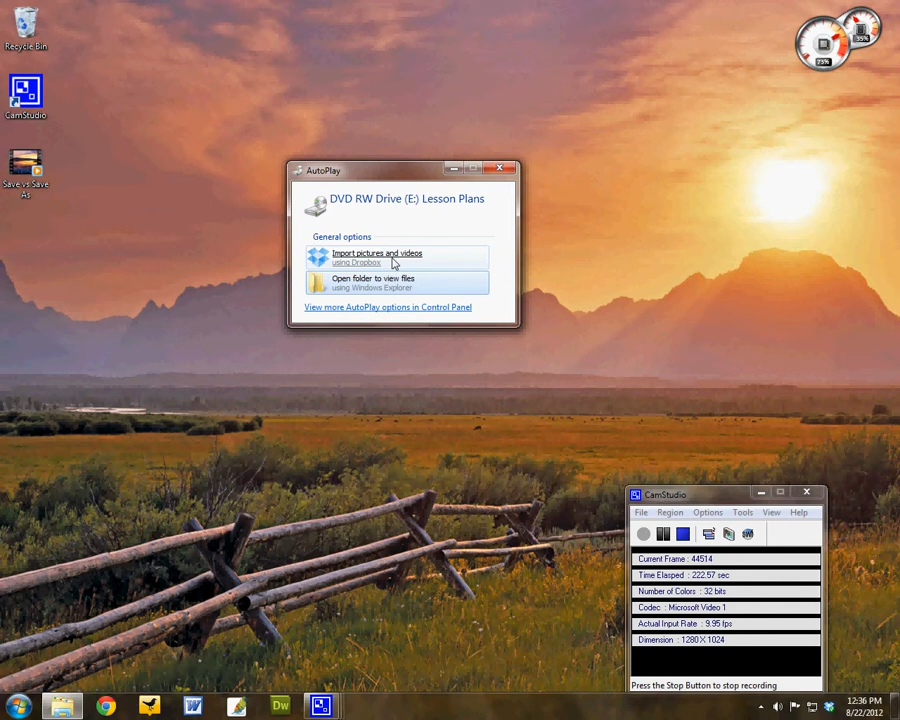 Recycle Bin
CamStudio
Save vs Save
As
73%
35%
AutoPlay
DVD RW Drive (E:) Lesson Plans
General options
Import pictures and videos
using Dropbox
Open folder to view files
using Windows Explorer
View more AutoPlay options in Control Panel
CamStudio
File Region Options Tools View Help
Current Frame : 44514
Time Elasped : 222.57 sec
Number of Colors : 32 bits
Codec : Microsoft Video 1
Actual Input Rate : 9.95 fps
Dimension : 1280 X 1024
Press the Stop Button to stop recording
W
Dw
12:36 PM
8/22/2012